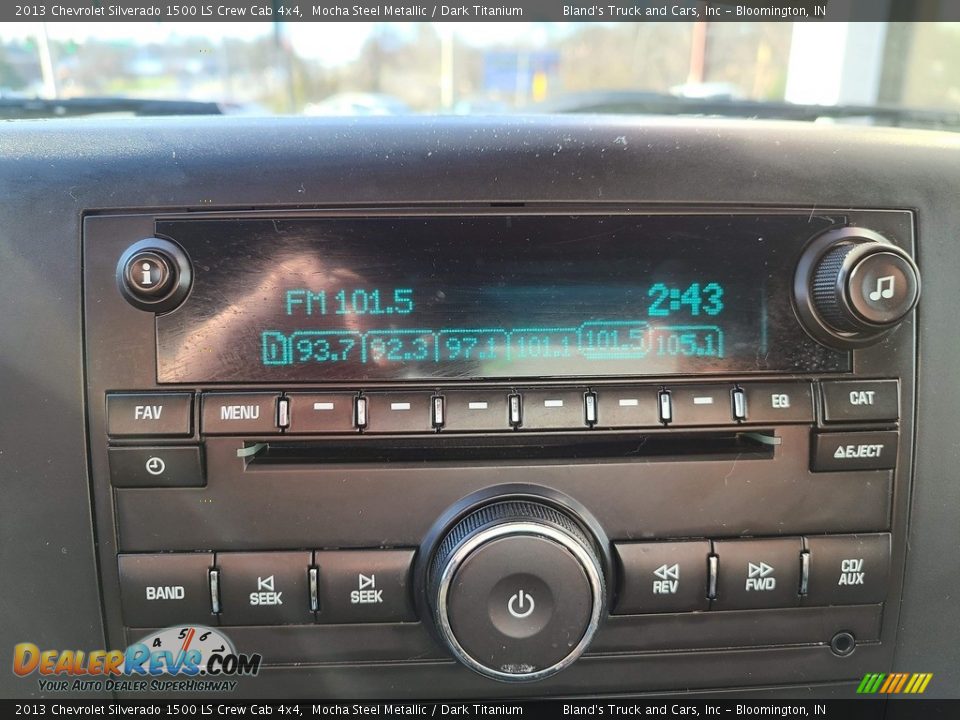 2013 Chevrolet Silverado 1500 LS Crew Cab 4x4, Mocha Steel Metallic / Dark Titanium Bland's Truck and Cars, Inc – Bloomington, IN
i
FM 101.5 2:43
93.7 92.3 97.1 101.1 101.5 105.1
FAV MENU EQ CAT
EJECT
BAND SEEK SEEK REV FWD CD/
AUX
4 5 6
DEALERREVS.COM
YOUR AUTO DEALER SUPERHIGHWAY
2013 Chevrolet Silverado 1500 LS Crew Cab 4x4, Mocha Steel Metallic / Dark Titanium Bland's Truck and Cars, Inc – Bloomington, IN